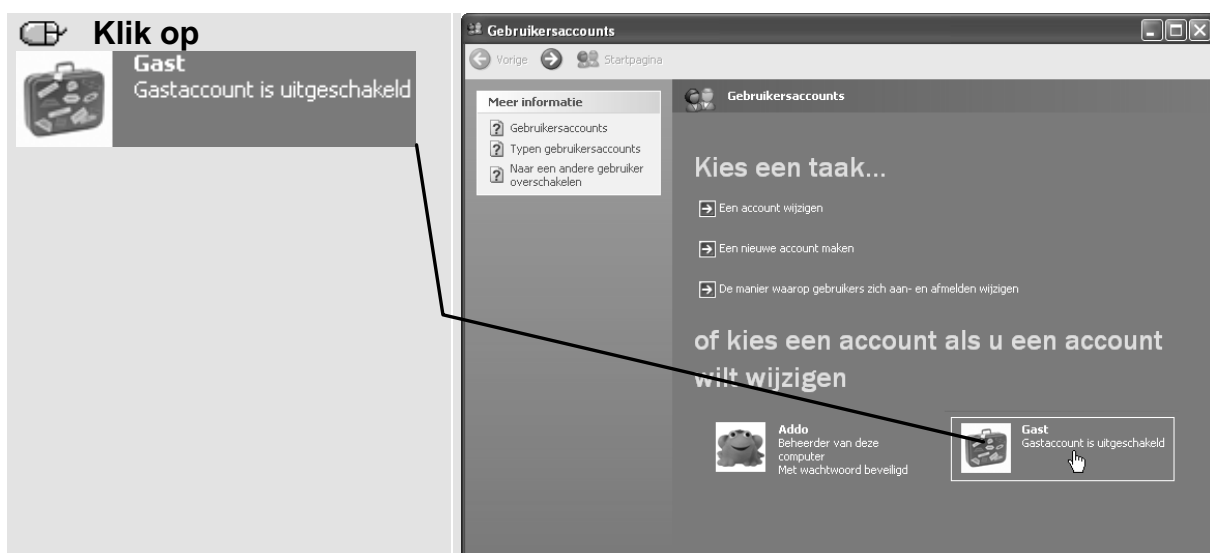 Klik op
Gast
Gastaccount is uitgeschakeld
Gebruikersaccounts
Vorige
Startpagina
Meer informatie
Gebruikersaccounts
Typen gebruikersaccounts
Naar een andere gebruiker
overschakelen
Gebruikersaccounts
Kies een taak...
Een account wijzigen
Een nieuwe account maken
De manier waarop gebruikers zich aan- en afmelden wijzigen
of kies een account als u een account
wilt wijzigen
Addo
Beheerder van deze
computer
Met wachtwoord beveiligd
Gast
Gastaccount is uitgeschakeld